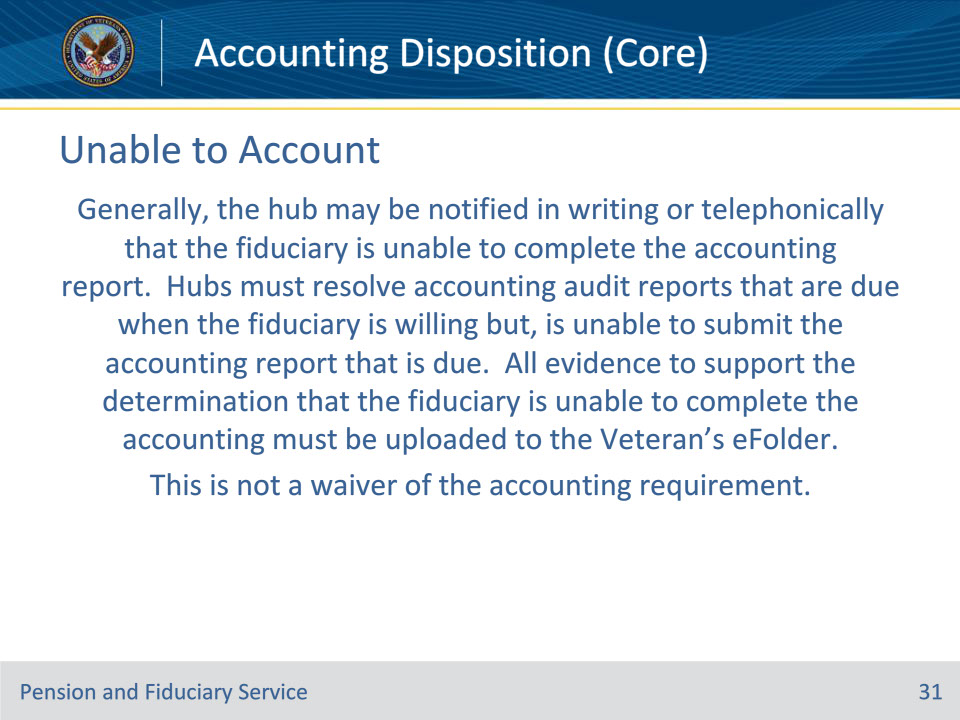 DEPARTMENT OF VETERANS AFFAIRS
UNITED STATES OF AMERICA
Accounting Disposition (Core)
Unable to Account
Generally, the hub may be notified in writing or telephonically
that the fiduciary is unable to complete the accounting
report.  Hubs must resolve accounting audit reports that are due
when the fiduciary is willing but, is unable to submit the
accounting report that is due.  All evidence to support the
determination that the fiduciary is unable to complete the
accounting must be uploaded to the Veteran’s eFolder.
This is not a waiver of the accounting requirement.
Pension and Fiduciary Service 31